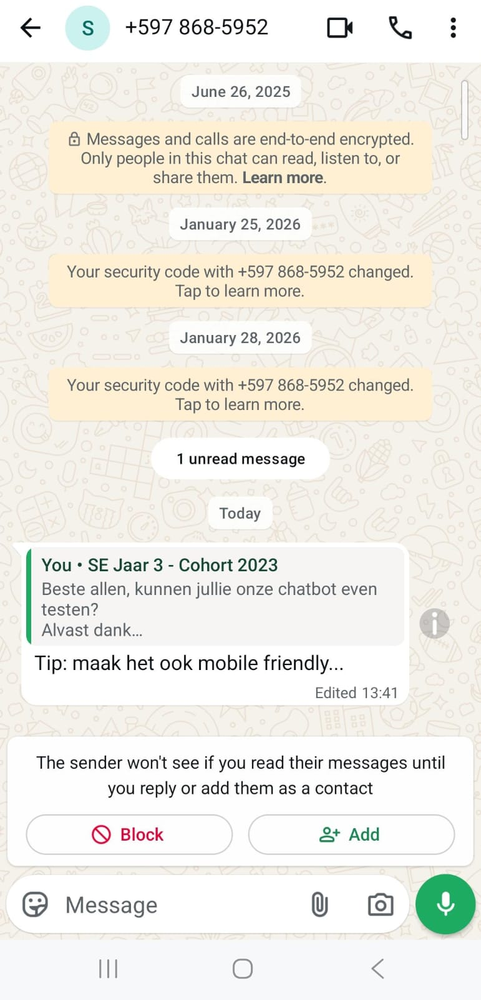 S
+597 868-5952
June 26, 2025
Messages and calls are end-to-end encrypted.
Only people in this chat can read, listen to, or
share them. Learn more.
January 25, 2026
Your security code with +597 868-5952 changed.
Tap to learn more.
January 28, 2026
Your security code with +597 868-5952 changed.
Tap to learn more.
1 unread message
Today
You • SE Jaar 3 - Cohort 2023
Beste allen, kunnen jullie onze chatbot even
testen?
Alvast dank...
Tip: maak het ook mobile friendly...
Edited 13:41
The sender won't see if you read their messages until
you reply or add them as a contact
Block
Add
Message